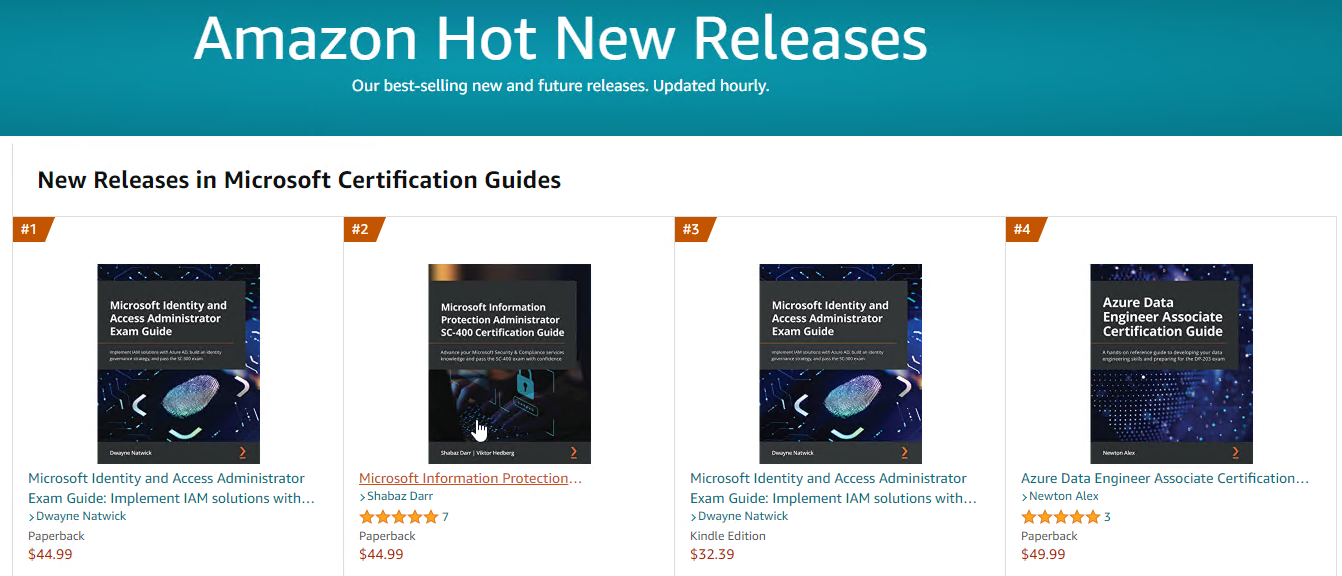 Amazon Hot New Releases
Our best-selling new and future releases. Updated hourly.
New Releases in Microsoft Certification Guides
#1
Microsoft Identity and
Access Administrator
Exam Guide
Implement IAM solutions with Azure AD, build an identity
governance strategy, and pass the SC-300 exam
Dwayne Natwick
Microsoft Identity and Access Administrator
Exam Guide: Implement IAM solutions with…
Dwayne Natwick
Paperback
$44.99
#2
Microsoft Information
Protection Administrator
SC-400 Certification Guide
Advance your Microsoft Security & Compliance services
knowledge and pass the SC-400 exam with confidence
Shabaz Darr | Viktor Hedberg
Microsoft Information Protection…
Shabaz Darr
7
Paperback
$44.99
#3
Microsoft Identity and
Access Administrator
Exam Guide
Implement IAM solutions with Azure AD, build an identity
governance strategy, and pass the SC-300 exam
Dwayne Natwick
Microsoft Identity and Access Administrator
Exam Guide: Implement IAM solutions with…
Dwayne Natwick
Kindle Edition
$32.39
#4
Azure Data
Engineer Associate
Certification Guide
A hands-on reference guide to developing your data
engineering skills and preparing for the DP-203 exam
Newton Alex
Azure Data Engineer Associate Certification…
Newton Alex
3
Paperback
$49.99